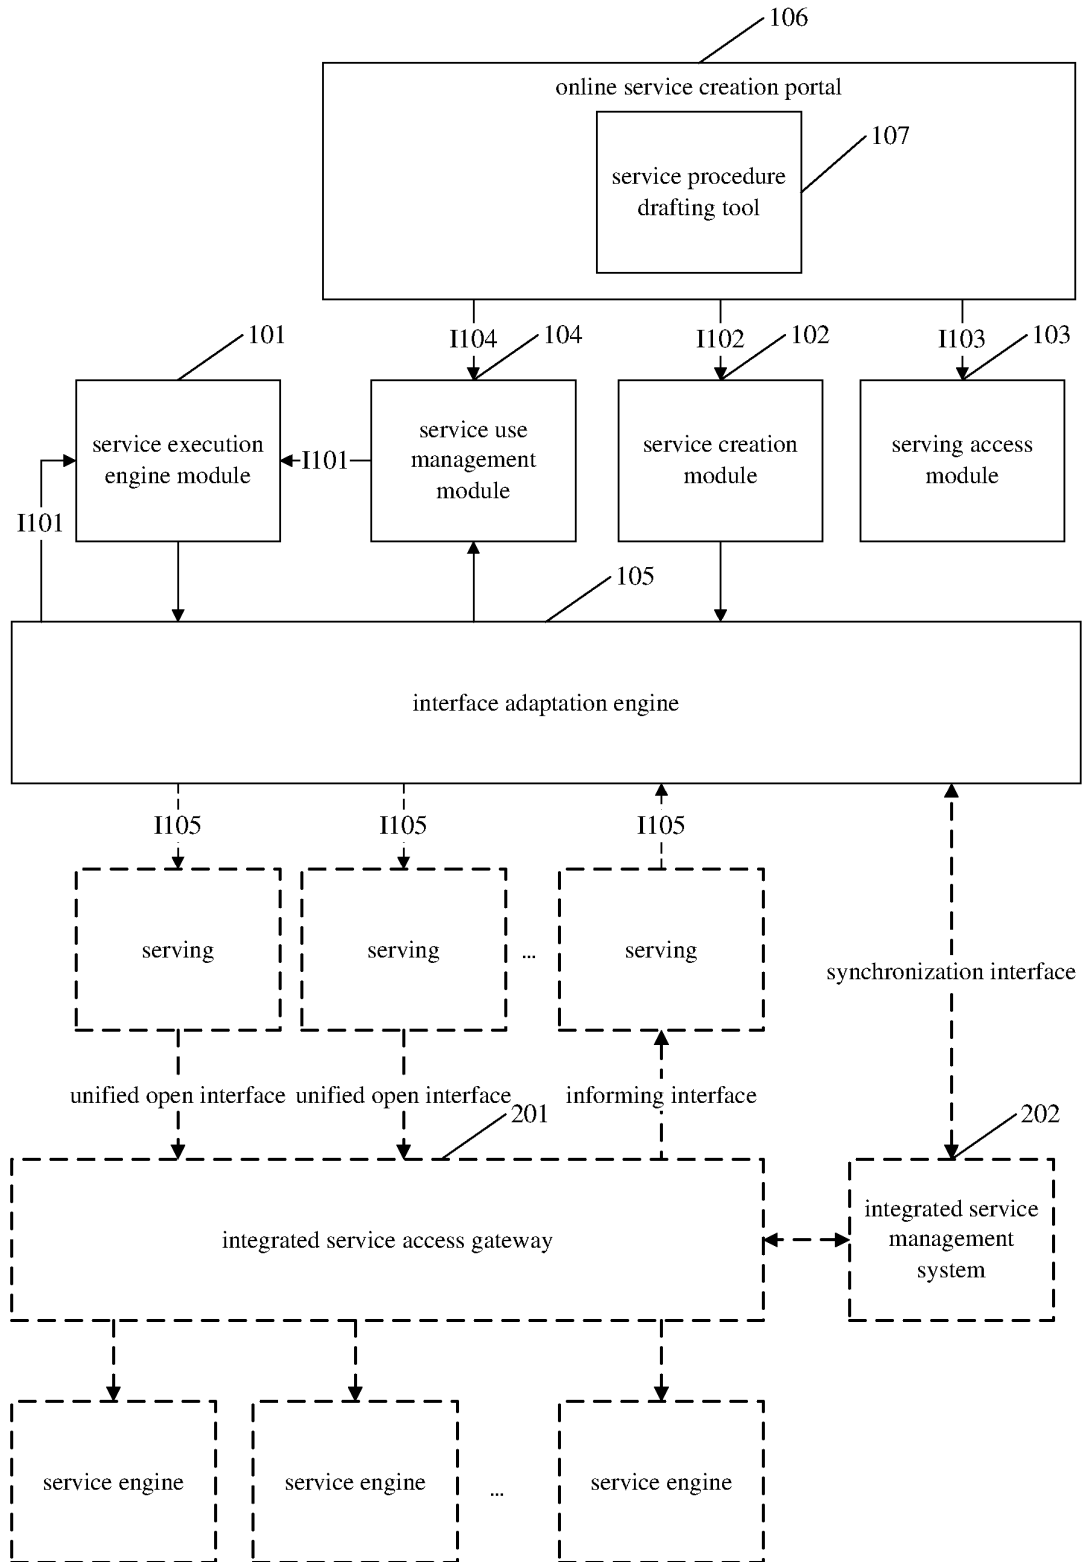 106
online service creation portal
107
service procedure
drafting tool
I104
I102
I103
101
104
102
103
service execution
engine module
I101
service use
management
module
service creation
module
serving access
module
I101
105
interface adaptation engine
I105
I105
I105
serving
serving
...
serving
synchronization interface
unified open interface
unified open interface
informing interface
201
202
integrated service access gateway
integrated service
management
system
service engine
service engine
...
service engine